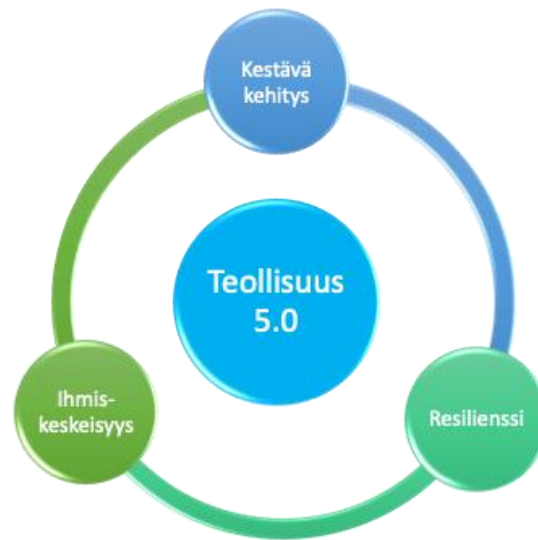 Kestävä
kehitys
Teollisuus
5.0
Ihmis-
keskeisyys
Resilienssi